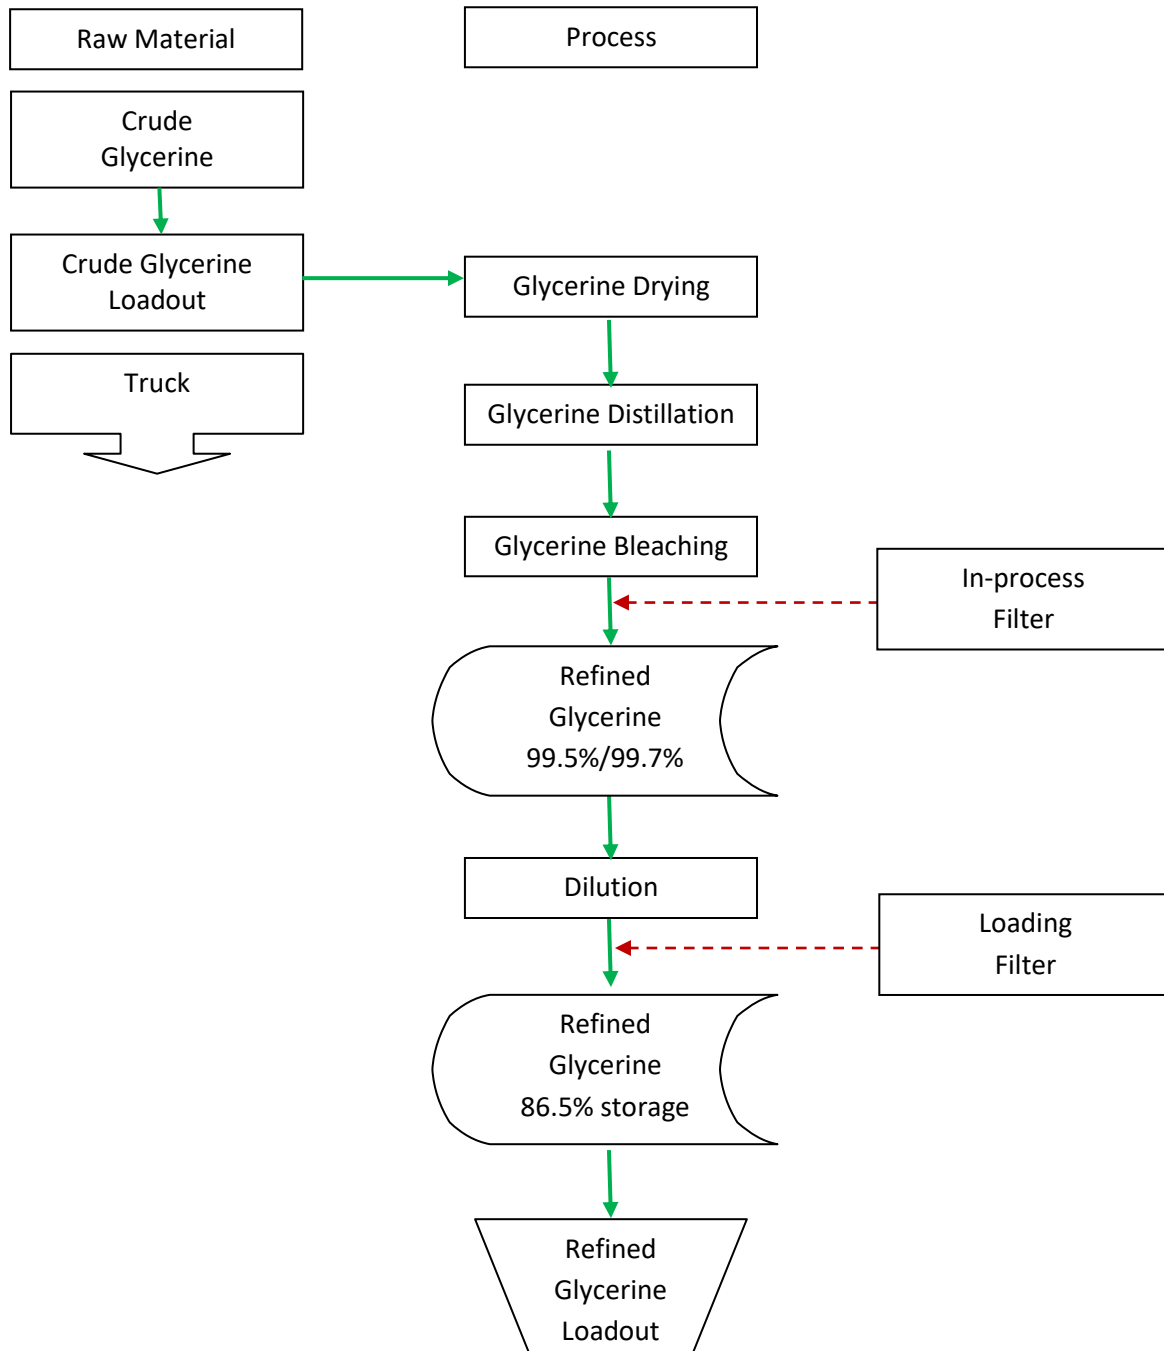 Raw Material
Process
Crude
Glycerine
Crude Glycerine
Loadout
Glycerine Drying
Truck
Glycerine Distillation
Glycerine Bleaching
In-process
Filter
Refined
Glycerine
99.5%/99.7%
Dilution
Loading
Filter
Refined
Glycerine
86.5% storage
Refined
Glycerine
Loadout